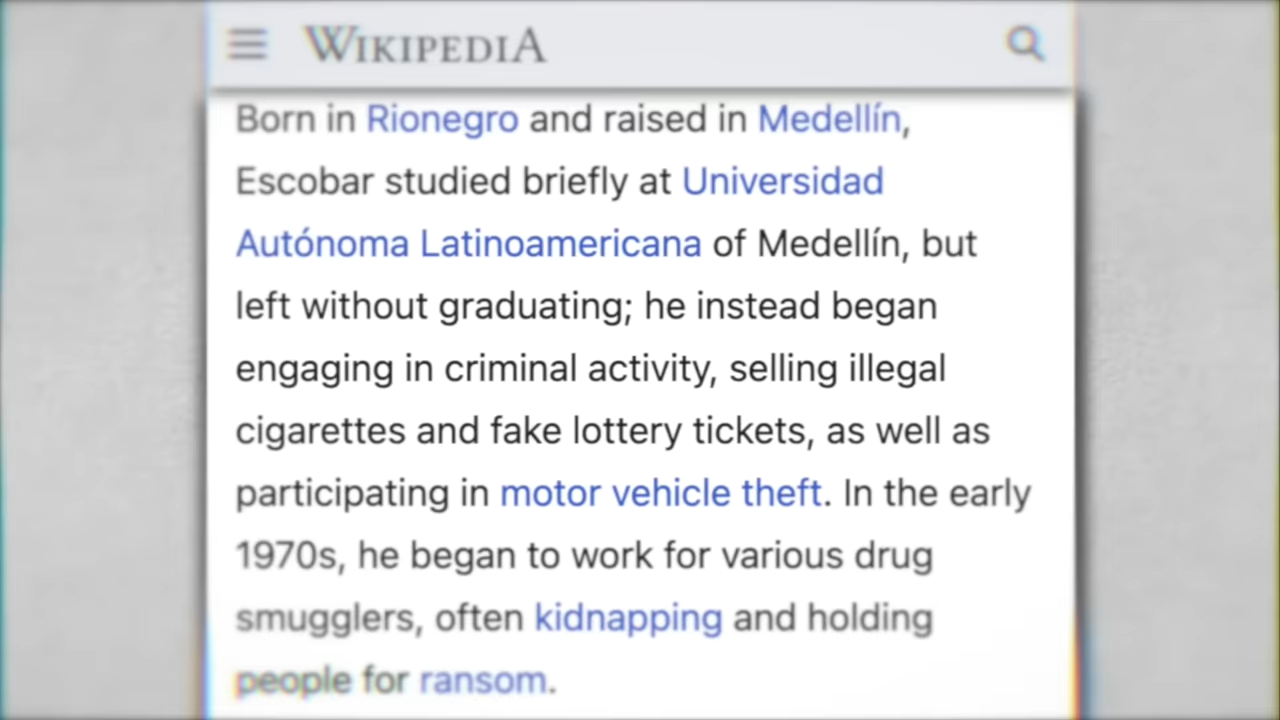 WIKIPEDIA
Born in Rionegro and raised in Medellín,
Escobar studied briefly at Universidad
Autónoma Latinoamericana of Medellín, but
left without graduating; he instead began
engaging in criminal activity, selling illegal
cigarettes and fake lottery tickets, as well as
participating in motor vehicle theft. In the early
1970s, he began to work for various drug
smugglers, often kidnapping and holding
people for ransom.